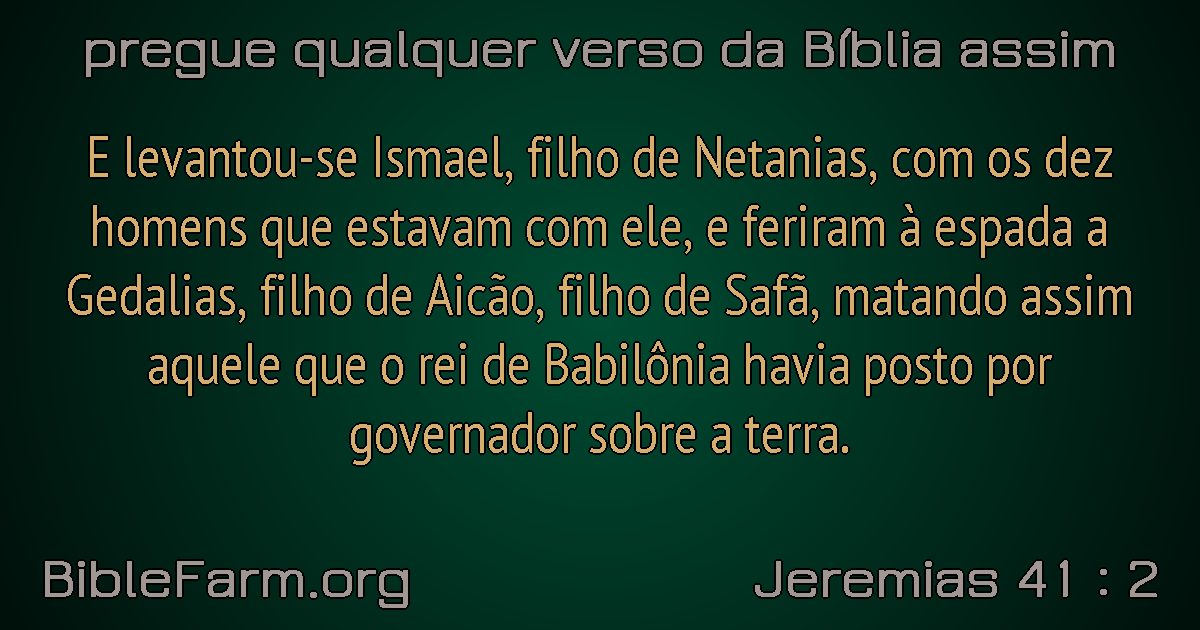 pregue qualquer verso da Bíblia assim
E levantou-se Ismael, filho de Netanias, com os dez
homens que estavam com ele, e feriram à espada a
Gedalias, filho de Aicão, filho de Safã, matando assim
aquele que o rei de Babilônia havia posto por
governador sobre a terra.
BibleFarm.org
Jeremias 41 : 2